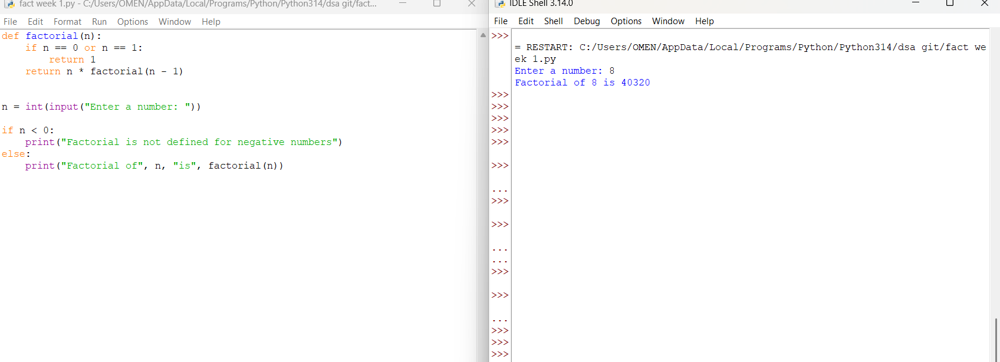 fact week 1.py - C:/Users/OMEN/AppData/Local/Programs/Python/Python314/dsa git/fact...
File Edit Format Run Options Window Help
def factorial(n):
    if n == 0 or n == 1:
        return 1
    return n * factorial(n - 1)
n = int(input("Enter a number: "))
if n < 0:
    print("Factorial is not defined for negative numbers")
else:
    print("Factorial of", n, "is", factorial(n))
IDLE Shell 3.14.0
File Edit Shell Debug Options Window Help
>>>
= RESTART: C:/Users/OMEN/AppData/Local/Programs/Python/Python314/dsa git/fact we
ek 1.py
Enter a number: 8
Factorial of 8 is 40320
>>>
>>>
>>>
>>>
>>>
>>>
...
>>>
>>>
...
...
>>>
>>>
...
>>>
>>>
>>>